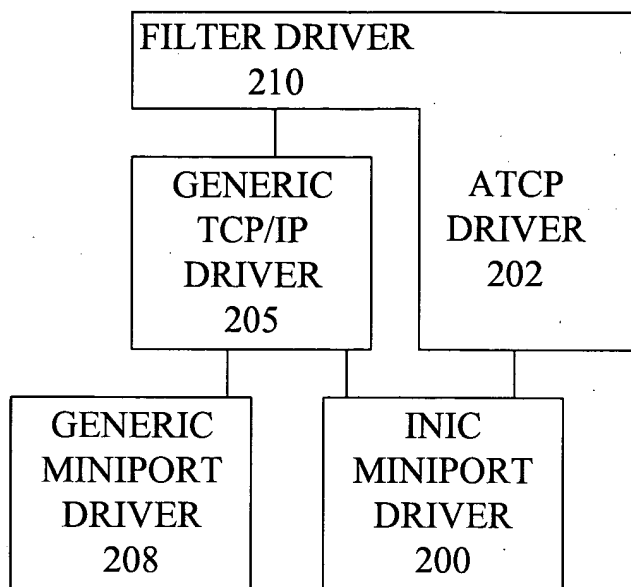 FILTER DRIVER
210
GENERIC
TCP/IP
DRIVER
205
ATCP
DRIVER
202
GENERIC
MINIPORT
DRIVER
208
INIC
MINIPORT
DRIVER
200